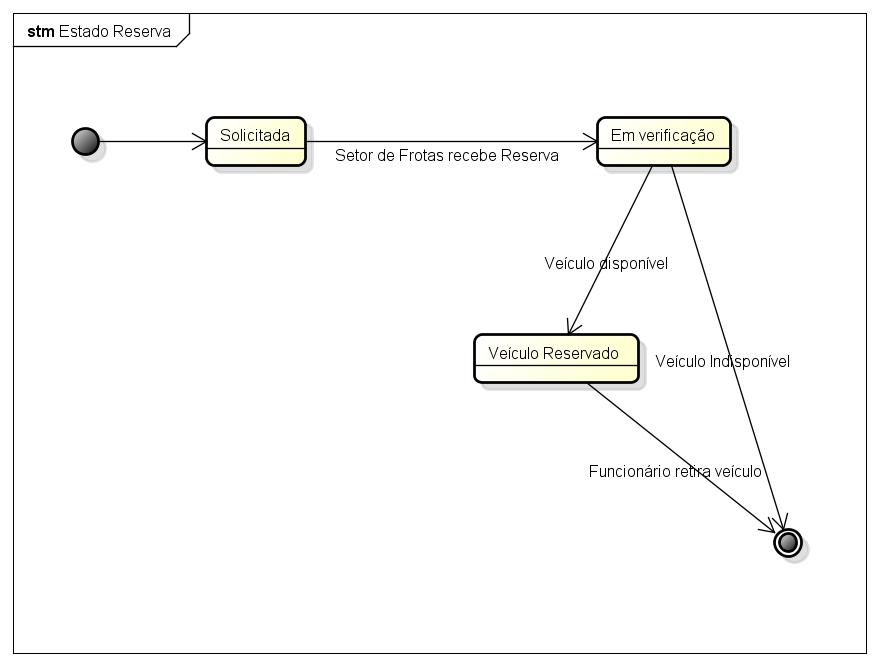 stm Estado Reserva
Solicitada
Em verificação
Setor de Frotas recebe Reserva
Veículo disponível
Veículo Reservado
Veículo Indisponível
Funcionário retira veículo